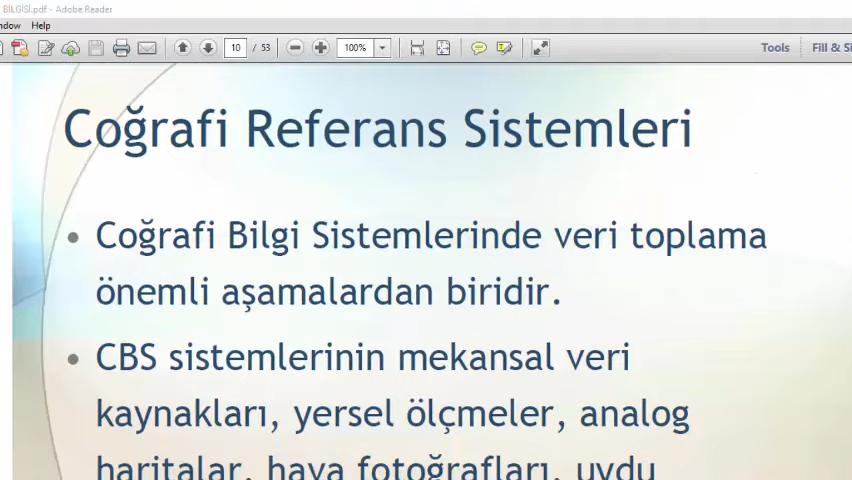 BİLGİSİ.pdf - Adobe Reader
ndow Help
10 / 53 100% Tools Fill & Si
Coğrafi Referans Sistemleri
• Coğrafi Bilgi Sistemlerinde veri toplama
önemli aşamalardan biridir.
• CBS sistemlerinin mekansal veri
kaynakları, yersel ölçmeler, analog
haritalar, hava fotoğrafları, uydu